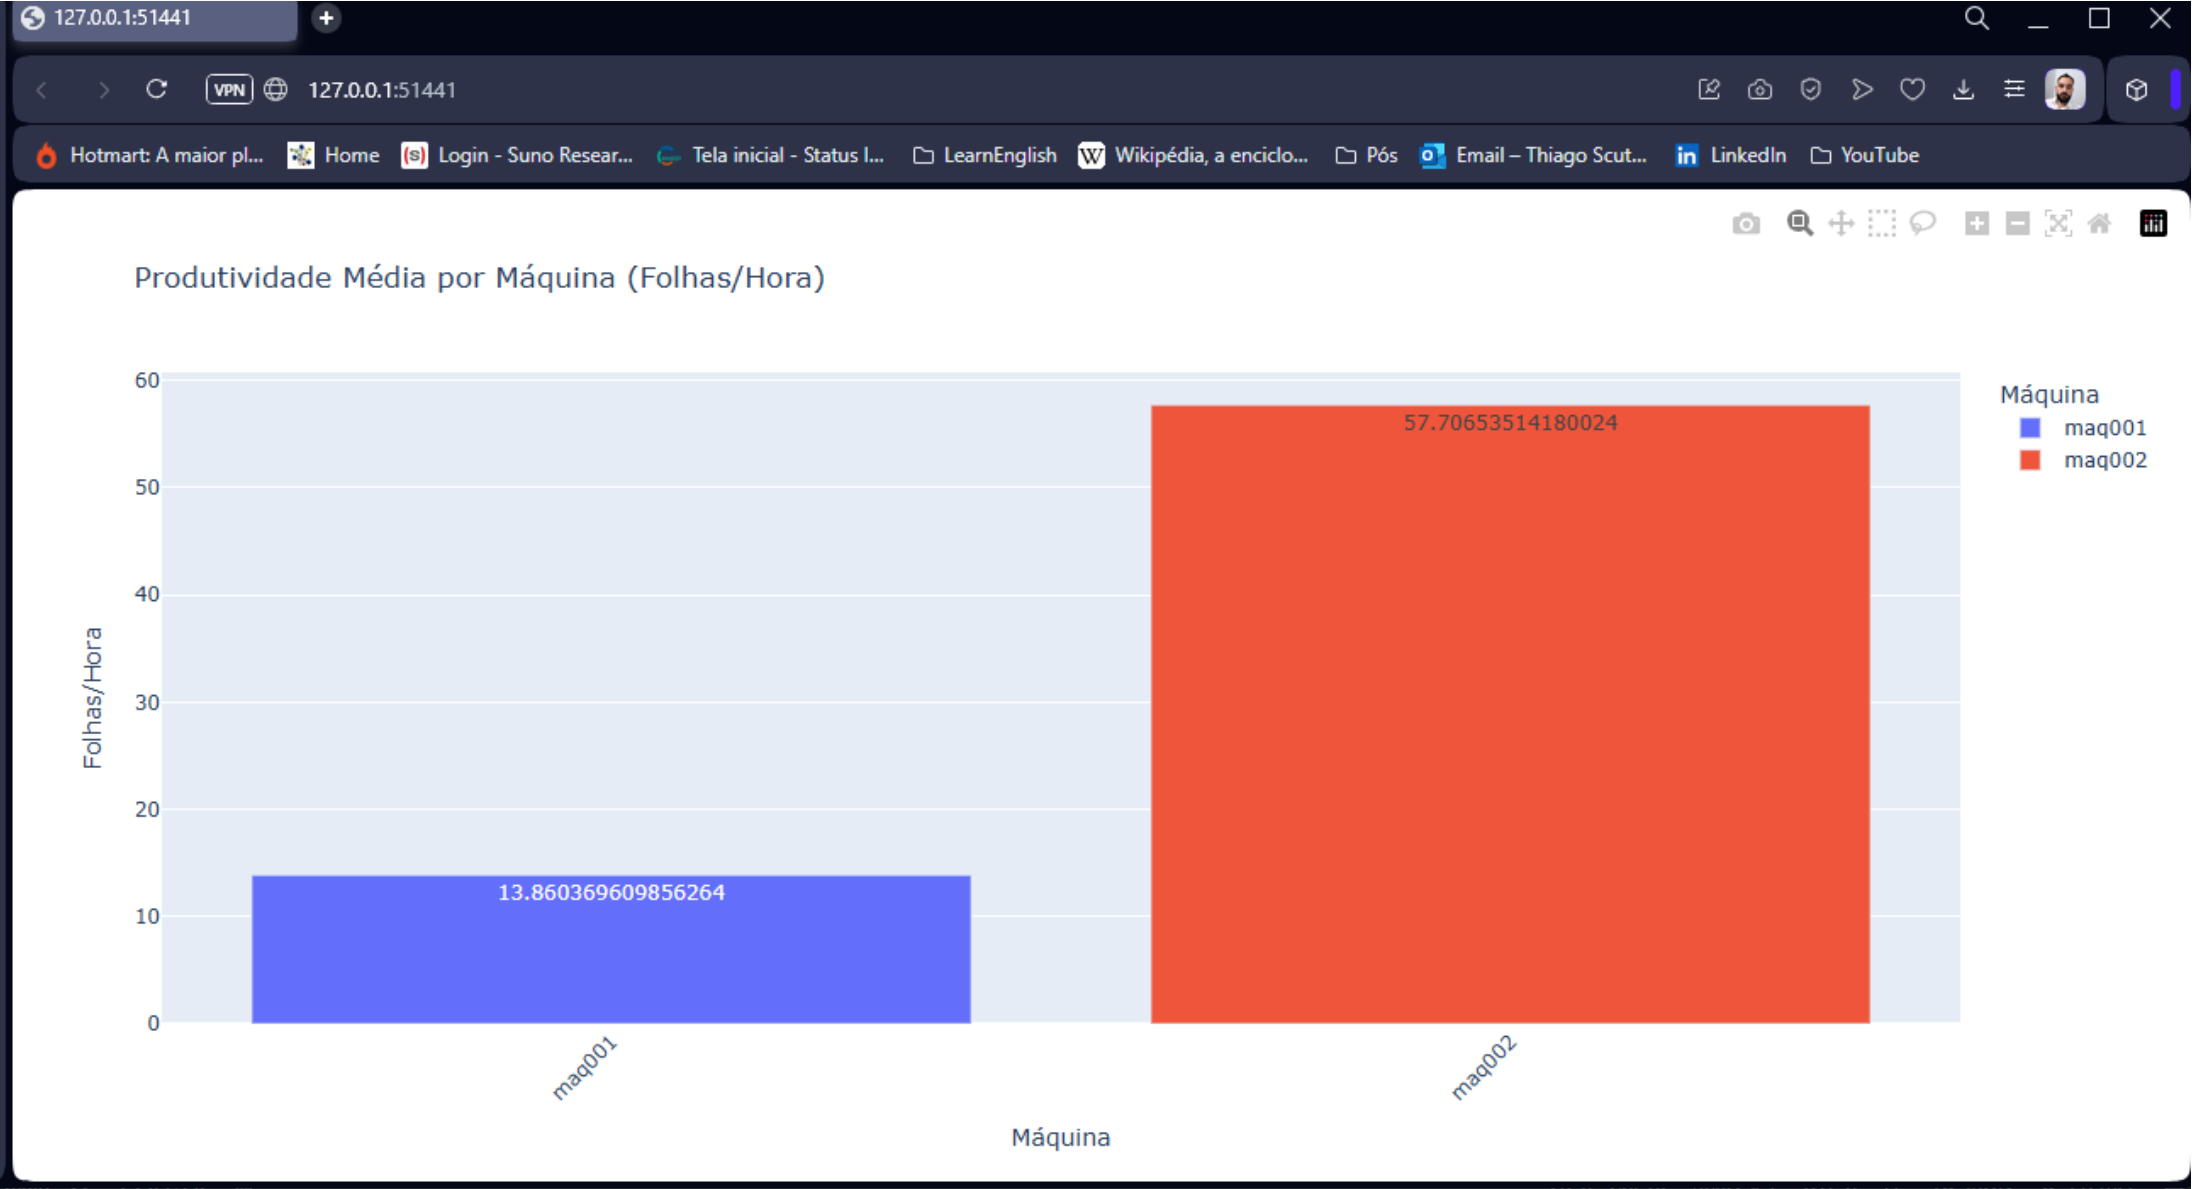 127.0.0.1:51441
VPN 127.0.0.1:51441
Hotmart: A maior pl... Home (s) Login - Suno Resear... Tela inicial - Status I... LearnEnglish W Wikipédia, a enciclo... Pós Email – Thiago Scut... in LinkedIn YouTube
Produtividade Média por Máquina (Folhas/Hora)
Folhas/Hora
60
50
40
30
20
10
0
57.70653514180024
13.860369609856264
maq001
maq002
Máquina
Máquina
maq001
maq002